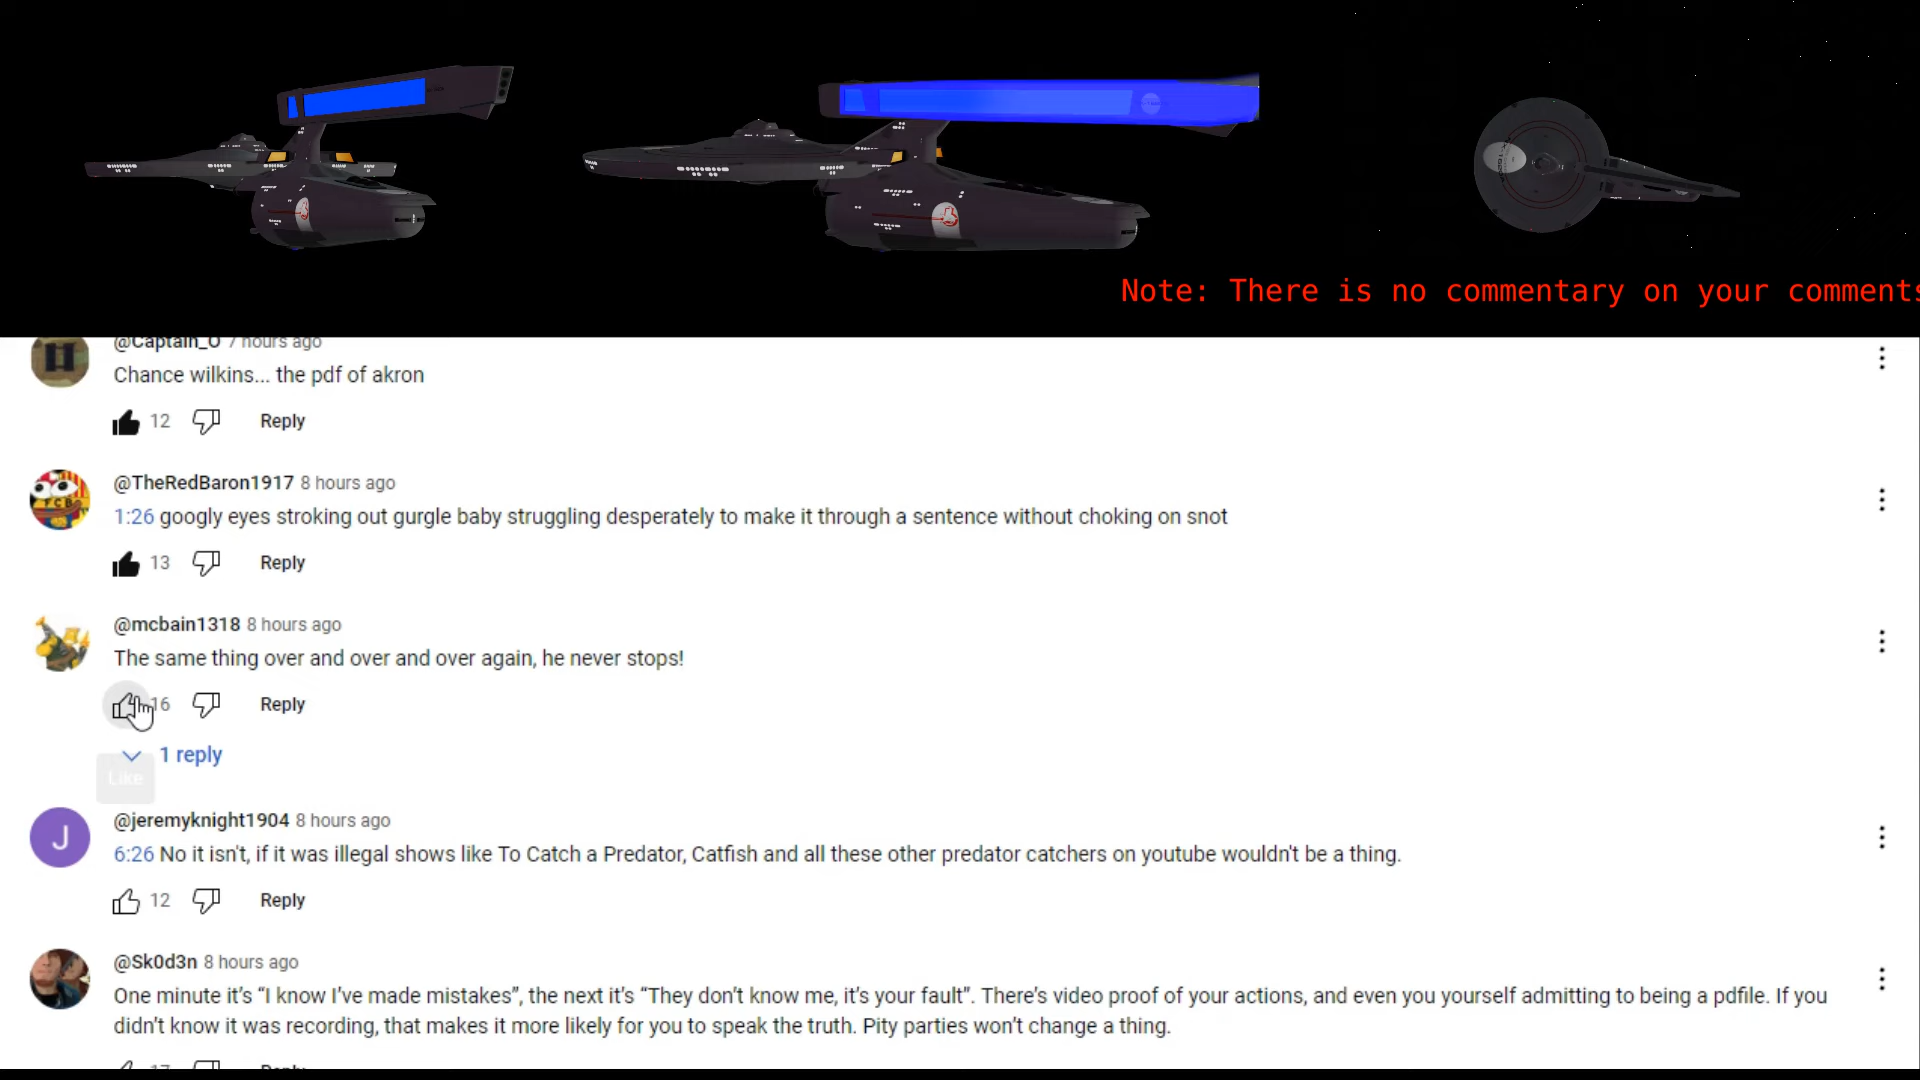 Note: There is no commentary on your comments
@Captain_O 7 hours ago
Chance wilkins... the pdf of akron
12 Reply
@TheRedBaron1917 8 hours ago
1:26 googly eyes stroking out gurgle baby struggling desperately to make it through a sentence without choking on snot
13 Reply
@mcbain1318 8 hours ago
The same thing over and over and over again, he never stops!
16 Reply
1 reply
Like
J
@jeremyknight1904 8 hours ago
6:26 No it isn't, if it was illegal shows like To Catch a Predator, Catfish and all these other predator catchers on youtube wouldn't be a thing.
12 Reply
@Sk0d3n 8 hours ago
One minute it’s “I know I’ve made mistakes”, the next it’s “They don’t know me, it’s your fault”. There’s video proof of your actions, and even you yourself admitting to being a pdfile. If you
didn’t know it was recording, that makes it more likely for you to speak the truth. Pity parties won’t change a thing.
17 Reply